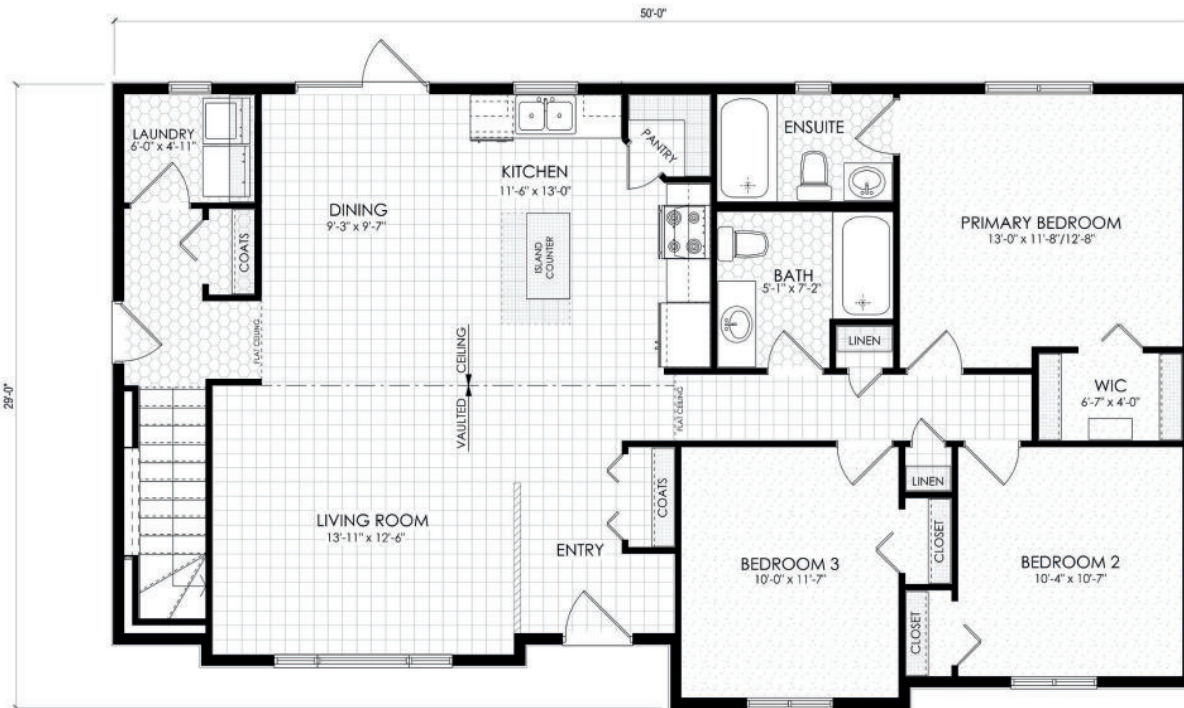 50'-0"
29'-0"
LAUNDRY
6'-0" x 4'-11"
COATS
FLAT CEILING
DINING
9'-3" x 9'-7"
KITCHEN
11'-6" x 13'-0"
ISLAND
COUNTER
PANTRY
ENSUITE
BATH
5'-1" x 7'-2"
LINEN
PRIMARY BEDROOM
13'-0" x 11'-8"/12'-8"
WIC
6'-7" x 4'-0"
CEILING
VAULTED
FLAT CEILING
LIVING ROOM
13'-11" x 12'-6"
ENTRY
COATS
BEDROOM 3
10'-0" x 11'-7"
LINEN
CLOSET
CLOSET
BEDROOM 2
10'-4" x 10'-7"